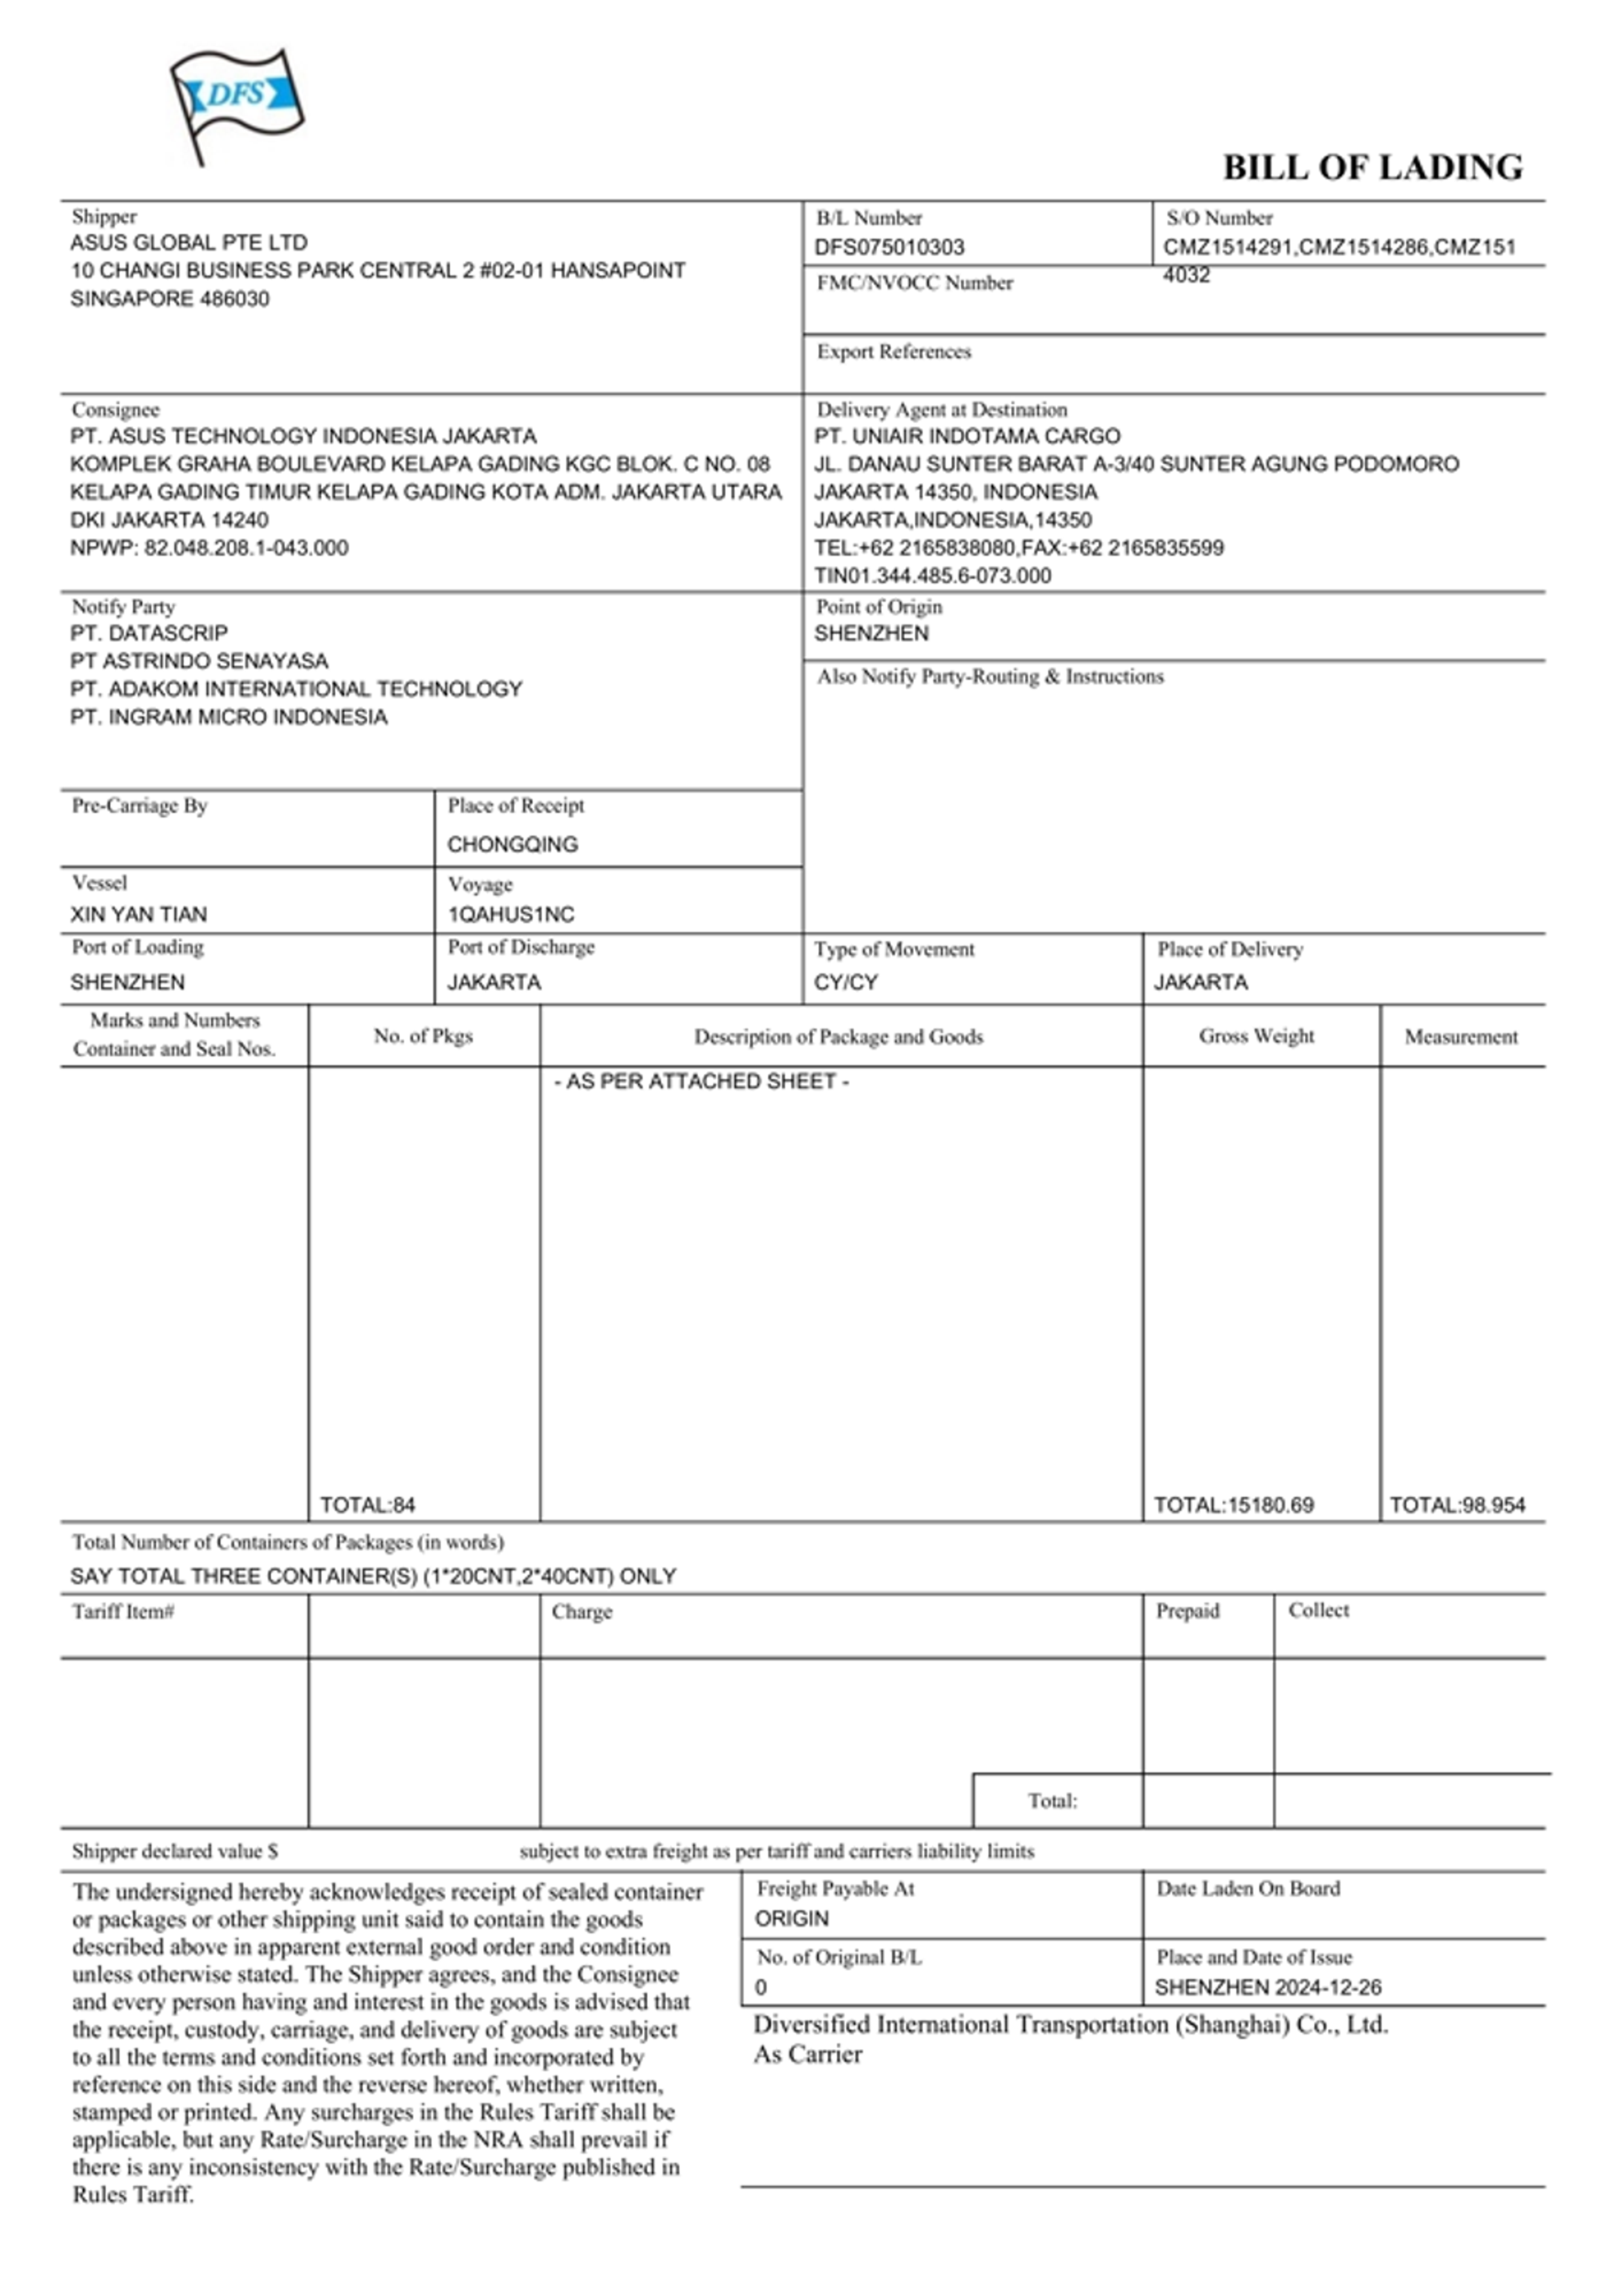 DFS
BILL OF LADING
Shipper
ASUS GLOBAL PTE LTD
10 CHANGI BUSINESS PARK CENTRAL 2 #02-01 HANSAPOINT
SINGAPORE 486030
B/L Number
DFS075010303
S/O Number
CMZ1514291,CMZ1514286,CMZ151
4032
FMC/NVOCC Number
Export References
Consignee
PT. ASUS TECHNOLOGY INDONESIA JAKARTA
KOMPLEK GRAHA BOULEVARD KELAPA GADING KGC BLOK. C NO. 08
KELAPA GADING TIMUR KELAPA GADING KOTA ADM. JAKARTA UTARA
DKI JAKARTA 14240
NPWP: 82.048.208.1-043.000
Delivery Agent at Destination
PT. UNIAIR INDOTAMA CARGO
JL. DANAU SUNTER BARAT A-3/40 SUNTER AGUNG PODOMORO
JAKARTA 14350, INDONESIA
JAKARTA,INDONESIA,14350
TEL:+62 2165838080,FAX:+62 2165835599
TIN01.344.485.6-073.000
Notify Party
PT. DATASCRIP
PT ASTRINDO SENAYASA
PT. ADAKOM INTERNATIONAL TECHNOLOGY
PT. INGRAM MICRO INDONESIA
Point of Origin
SHENZHEN
Also Notify Party-Routing & Instructions
Pre-Carriage By
Place of Receipt
CHONGQING
Vessel
XIN YAN TIAN
Voyage
1QAHUS1NC
Port of Loading
SHENZHEN
Port of Discharge
JAKARTA
Type of Movement
CY/CY
Place of Delivery
JAKARTA
Marks and Numbers
Container and Seal Nos.
No. of Pkgs
Description of Package and Goods
Gross Weight
Measurement
- AS PER ATTACHED SHEET -
TOTAL:84
TOTAL:15180.69
TOTAL:98.954
Total Number of Containers of Packages (in words)
SAY TOTAL THREE CONTAINER(S) (1*20CNT,2*40CNT) ONLY
Tariff Item#
Charge
Prepaid
Collect
Total:
Shipper declared value $ subject to extra freight as per tariff and carriers liability limits
The undersigned hereby acknowledges receipt of sealed container
or packages or other shipping unit said to contain the goods
described above in apparent external good order and condition
unless otherwise stated. The Shipper agrees, and the Consignee
and every person having and interest in the goods is advised that
the receipt, custody, carriage, and delivery of goods are subject
to all the terms and conditions set forth and incorporated by
reference on this side and the reverse hereof, whether written,
stamped or printed. Any surcharges in the Rules Tariff shall be
applicable, but any Rate/Surcharge in the NRA shall prevail if
there is any inconsistency with the Rate/Surcharge published in
Rules Tariff.
Freight Payable At
ORIGIN
Date Laden On Board
No. of Original B/L
0
Place and Date of Issue
SHENZHEN 2024-12-26
Diversified International Transportation (Shanghai) Co., Ltd.
As Carrier